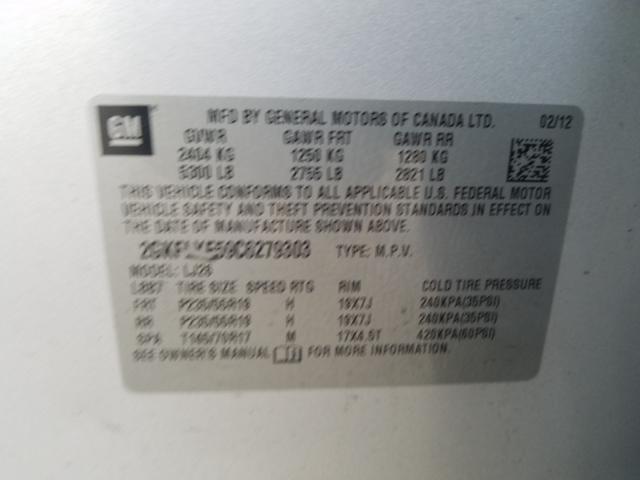 GM
MFD BY GENERAL MOTORS OF CANADA LTD. 02/12
GVWR GAWR FRT GAWR RR
2404 KG 1250 KG 1280 KG
5300 LB 2756 LB 2821 LB
THIS VEHICLE CONFORMS TO ALL APPLICABLE U.S. FEDERAL MOTOR
VEHICLE SAFETY AND THEFT PREVENTION STANDARDS IN EFFECT ON
THE DATE OF MANUFACTURE SHOWN ABOVE.
TYPE: M.P.V.
MODEL: LJ26
TIRE SIZE SPEED RTG RIM COLD TIRE PRESSURE
FRT P235/55R19 H 19X7J 240KPA(35PSI)
RR P235/55R19 H 19X7J 240KPA(35PSI)
SPA T145/70R17 M 17X4.5T 420KPA(60PSI)
SEE OWNER'S MANUAL FOR MORE INFORMATION.